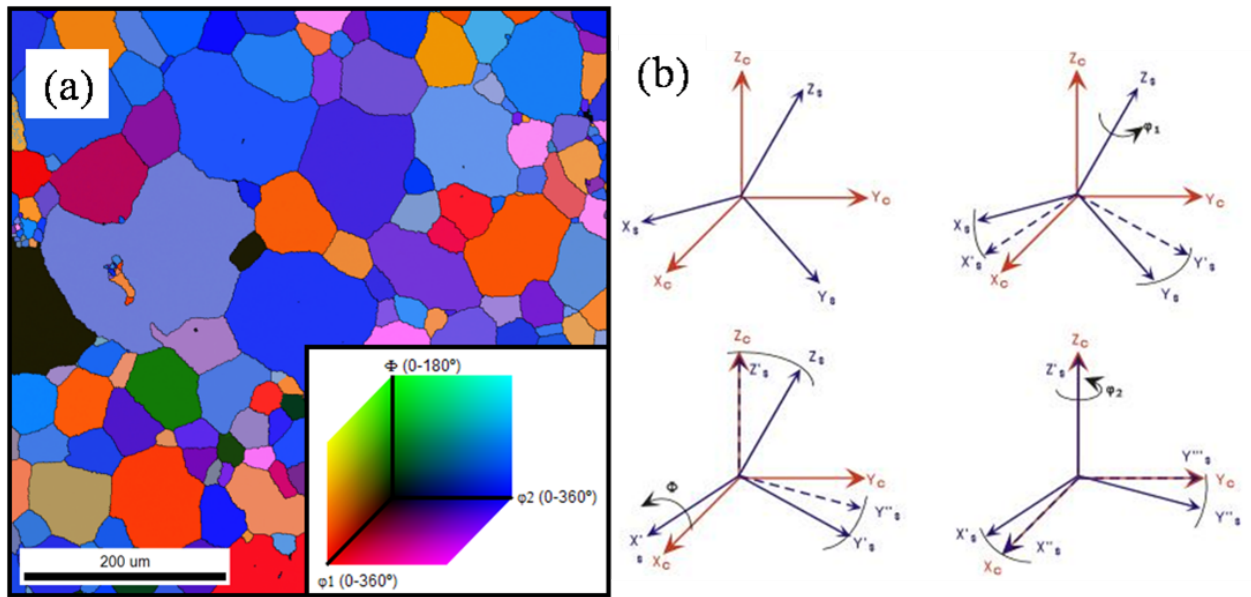 (a)
200 um
Φ (0-180°)
φ2 (0-360°)
φ1 (0-360°)
(b)
Zc
Zs
Xs
Yc
Xc
Ys
Zc
Zs
φ1
Xs
X's
Yc
Xc
Y's
Ys
Zc
Z's
Zs
Φ
Yc
X's
Xc
Y"s
Y's
Zc
Z's
φ2
Y'''s
Yc
X's
Xc
X"s
Y"s